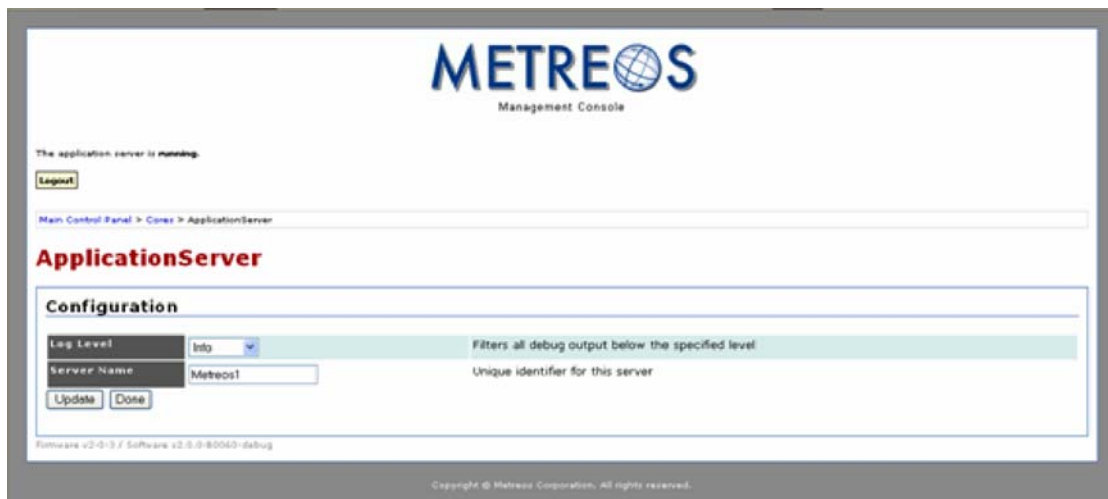 METREOS
Management Console
The application server is running.
Logout
Main Control Panel > Cores > ApplicationServer
ApplicationServer
Configuration
Log Level Info Filters all debug output below the specified level
Server Name Metreos1 Unique identifier for this server
Update Done
Firmware v2-0-3 / Software v2.0.0-B0060-debug
Copyright © Metreos Corporation. All rights reserved.